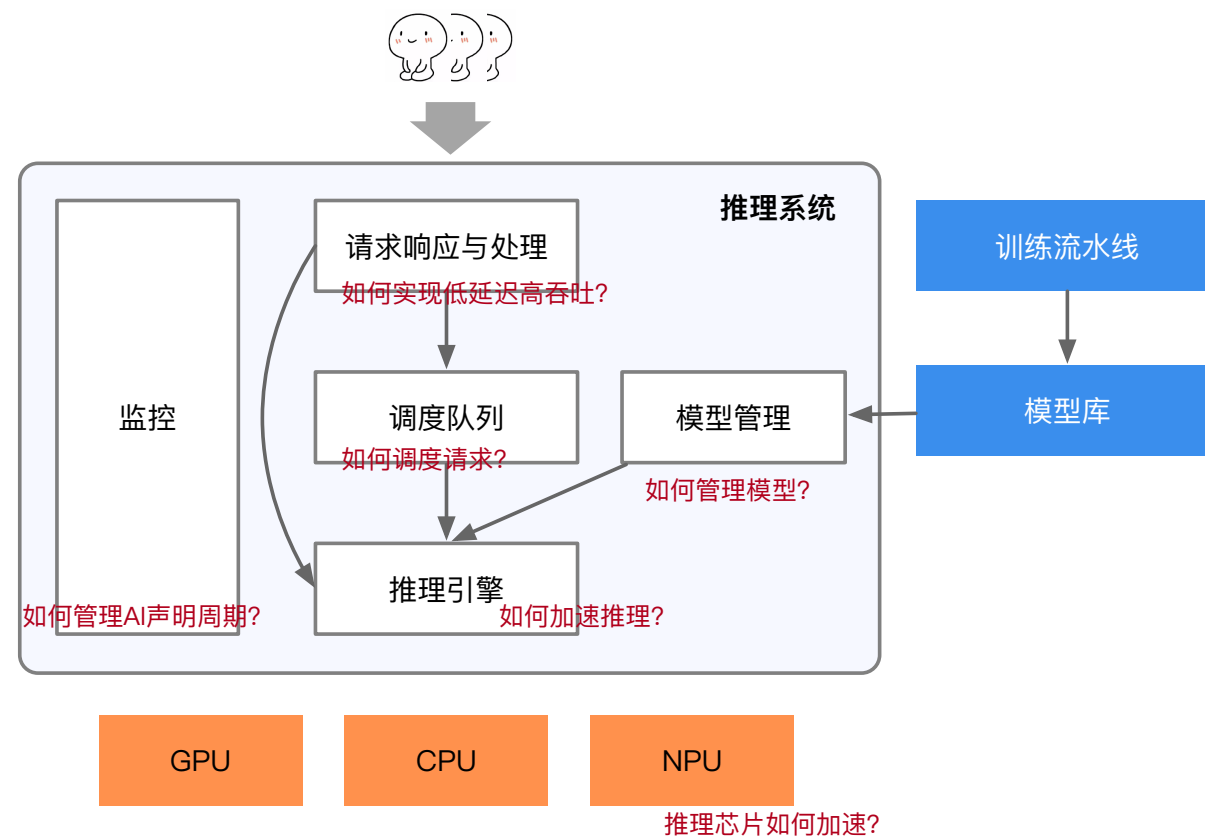 推理系统
请求响应与处理
如何实现低延迟高吞吐?
训练流水线
监控
调度队列
如何调度请求?
模型管理
如何管理模型?
模型库
推理引擎
如何管理AI声明周期?
如何加速推理?
GPU
CPU
NPU
推理芯片如何加速?